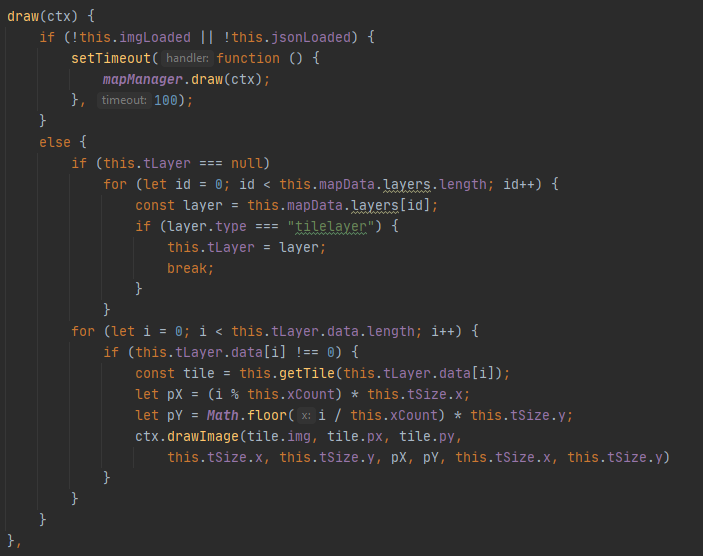 draw(ctx) {
    if (!this.imgLoaded || !this.jsonLoaded) {
        setTimeout( handler: function () {
            mapManager.draw(ctx);
        }, timeout: 100);
    }
    else {
        if (this.tLayer === null)
            for (let id = 0; id < this.mapData.layers.length; id++) {
                const layer = this.mapData.layers[id];
                if (layer.type === "tilelayer") {
                    this.tLayer = layer;
                    break;
                }
            }
        for (let i = 0; i < this.tLayer.data.length; i++) {
            if (this.tLayer.data[i] !== 0) {
                const tile = this.getTile(this.tLayer.data[i]);
                let pX = (i % this.xCount) * this.tSize.x;
                let pY = Math.floor( x: i / this.xCount) * this.tSize.y;
                ctx.drawImage(tile.img, tile.px, tile.py,
                    this.tSize.x, this.tSize.y, pX, pY, this.tSize.x, this.tSize.y)
            }
        }
    }
},